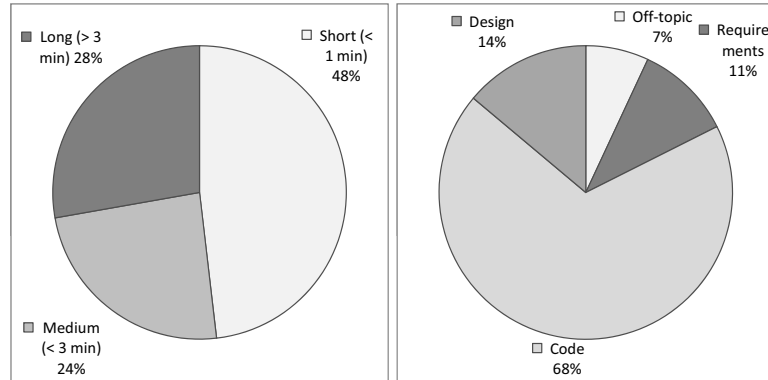 Long (> 3
min) 28%
Short (<
1 min)
48%
Medium
(< 3 min)
24%
Design
14%
Off-topic
7%
Require
ments
11%
Code
68%